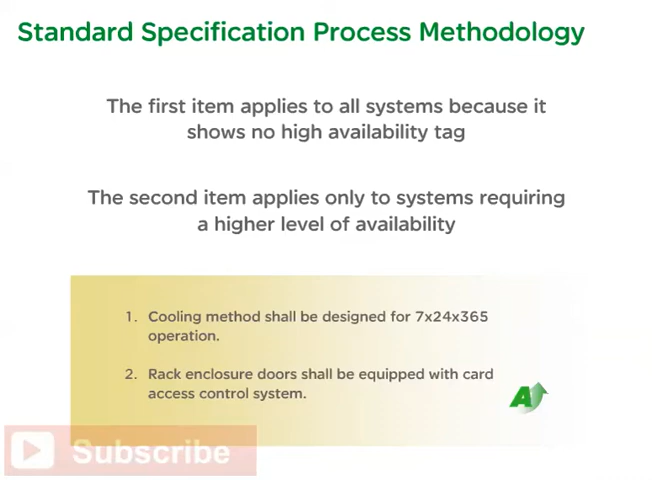 Standard Specification Process Methodology
The first item applies to all systems because it
shows no high availability tag
The second item applies only to systems requiring
a higher level of availability
1. Cooling method shall be designed for 7x24x365
operation.
2. Rack enclosure doors shall be equipped with card
access control system.
A
Subscribe